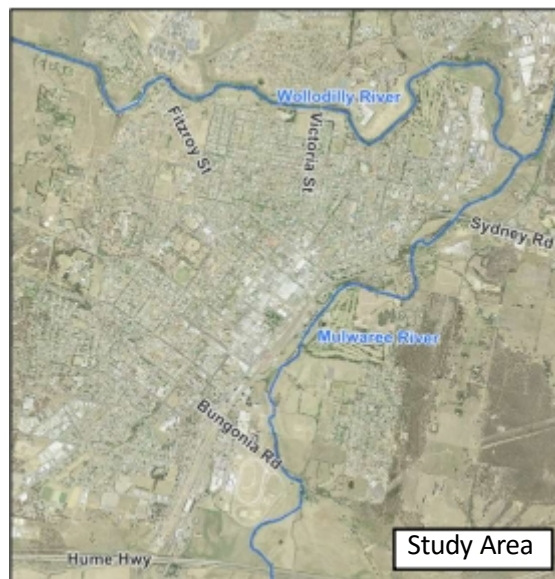 Wollodilly River
Fitzroy St
Victoria St
Sydney Rd
Mulwaree River
Bungonia Rd
Hume Hwy
Study Area